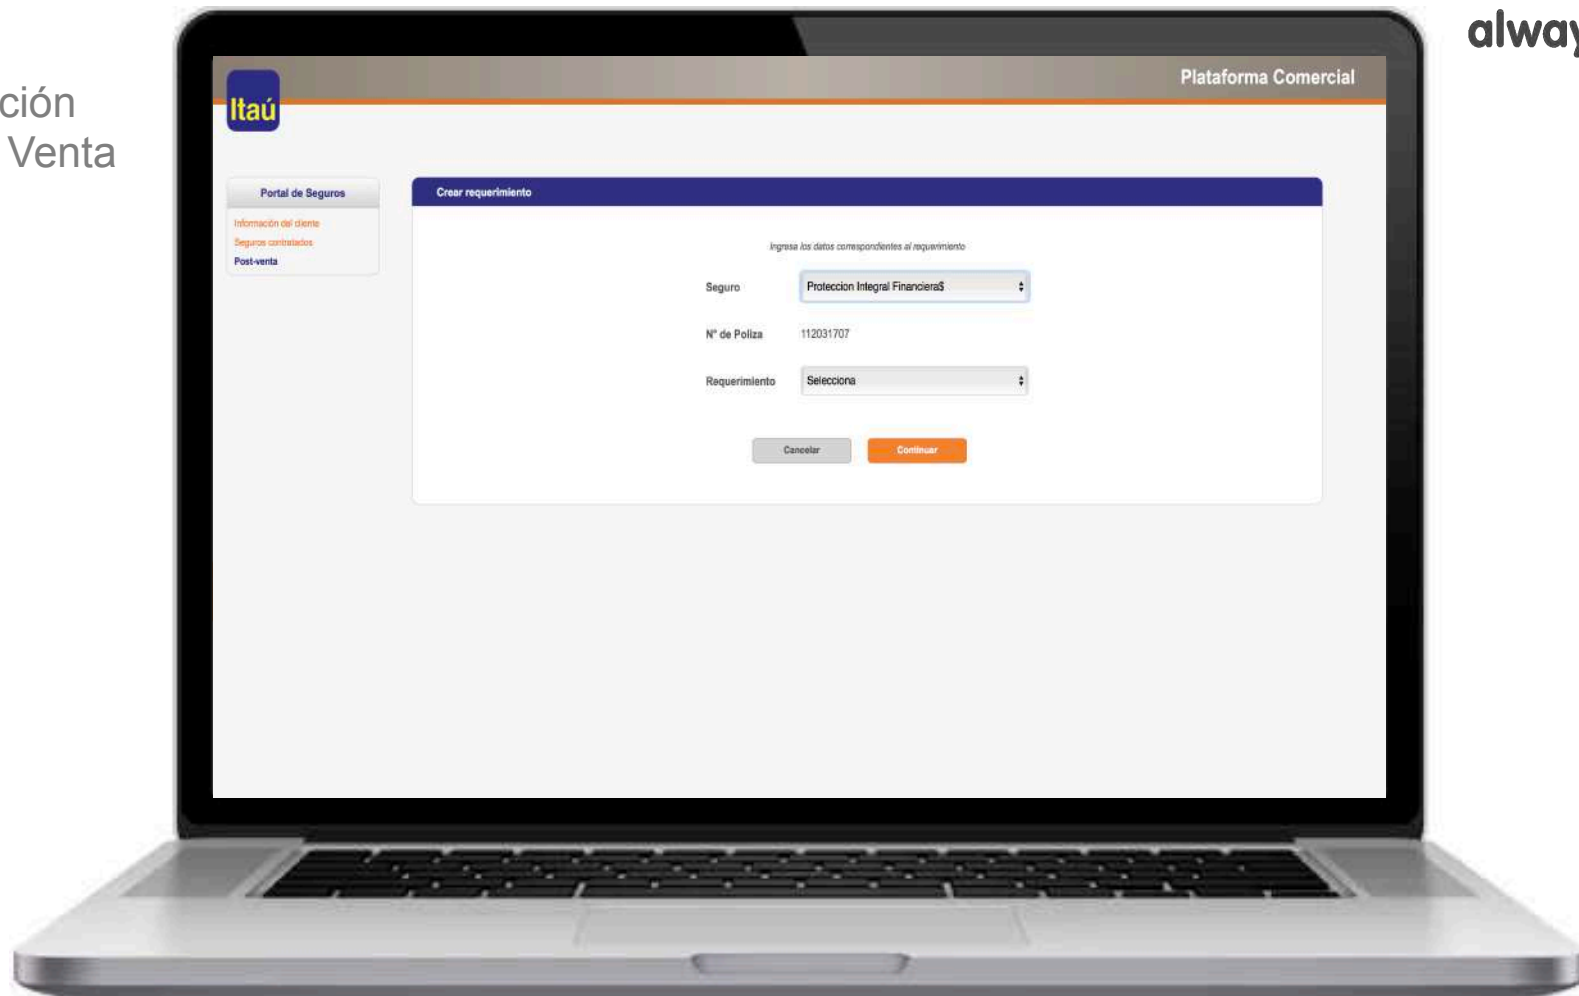 ción
Venta
alway
Itaú
Plataforma Comercial
Portal de Seguros
Información del cliente
Seguros contratados
Post-venta
Crear requerimiento
Ingresa los datos correspondientes al requerimiento
Seguro
Proteccion Integral Financiera$
N° de Poliza
112031707
Requerimiento
Selecciona
Cancelar
Continuar